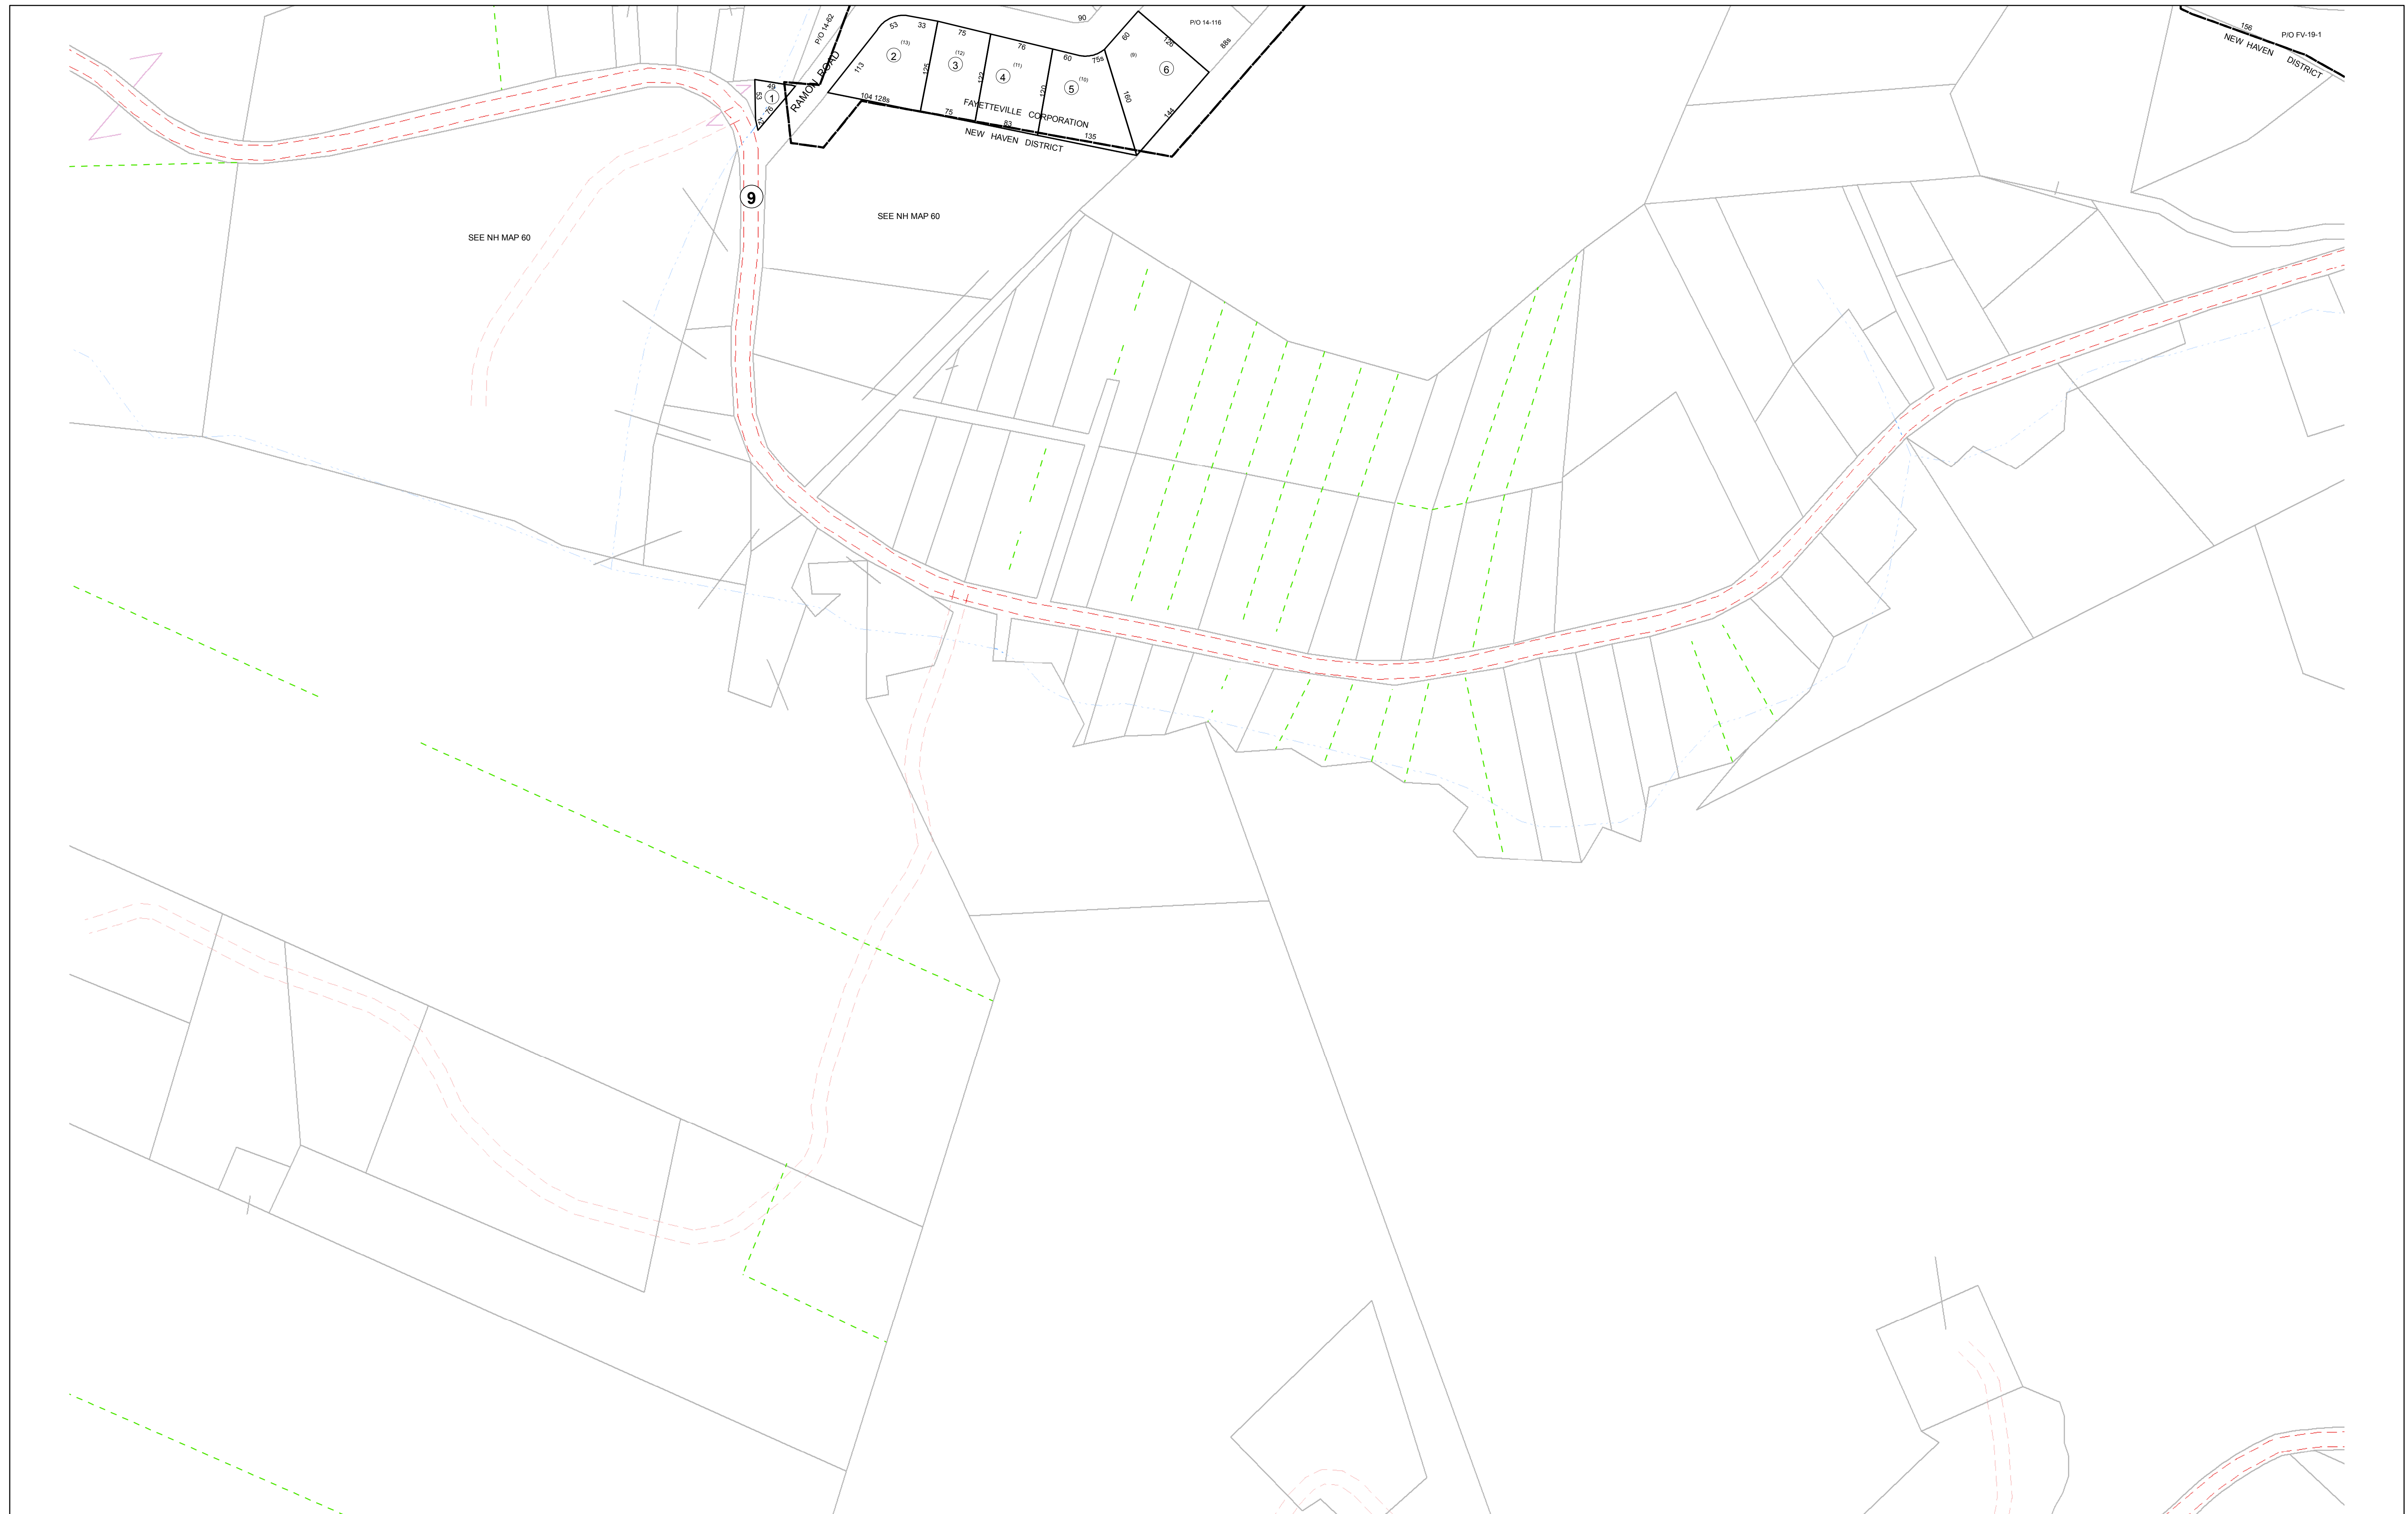 90
P/O 14-116
156
P/O FV-19-1
NEW HAVEN DISTRICT
P/O 14-62
53
33
75
76
60
75s
60
126
88s
(13)
2
(12)
3
(11)
4
(10)
5
(9)
6
113
125
122
120
160
144
49
53
1
76
RAMON ROAD
104 128s
75
83
135
FAYETTEVILLE CORPORATION
NEW HAVEN DISTRICT
9
SEE NH MAP 60
SEE NH MAP 60